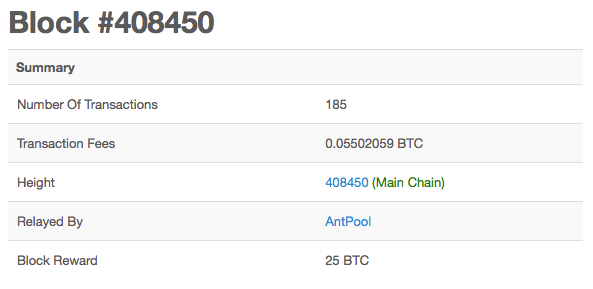 Block #408450
Summary
Number Of Transactions 185
Transaction Fees 0.05502059 BTC
Height 408450 (Main Chain)
Relayed By AntPool
Block Reward 25 BTC